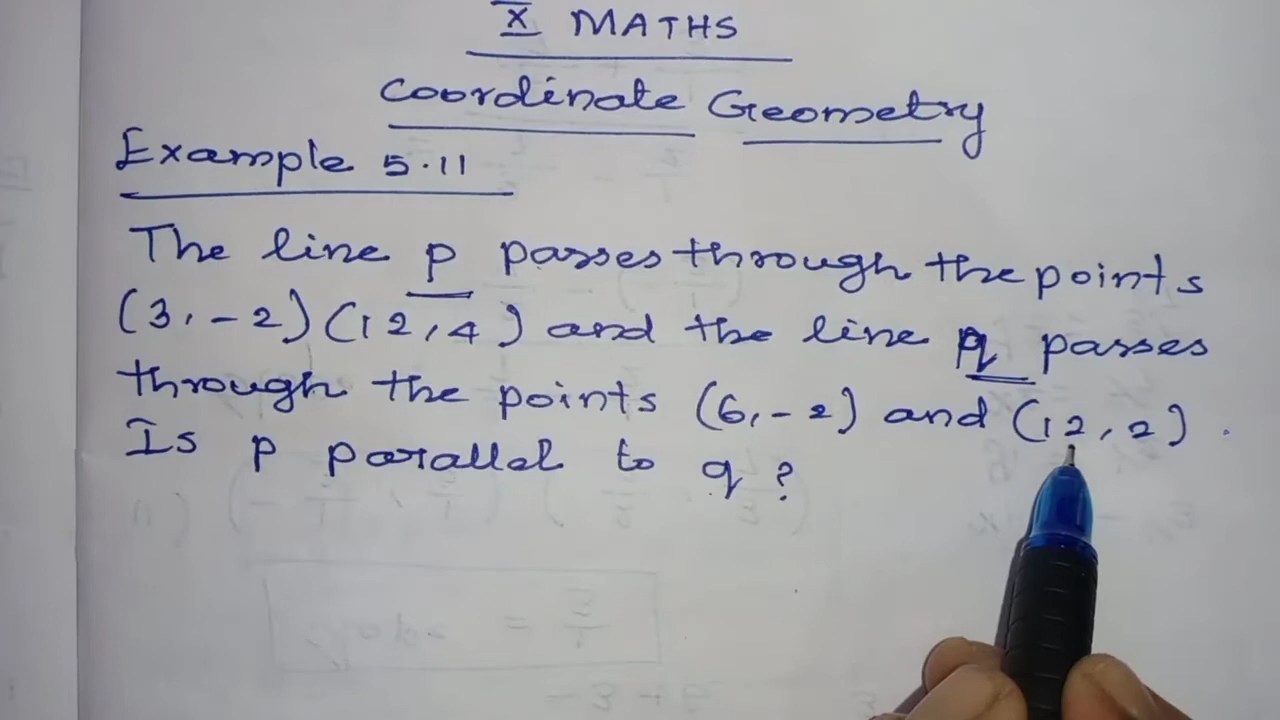 X MATHS
Coordinate Geometry
Example 5.11
The line p passes through the points
(3, -2) (12, 4) and the line q passes
through the points (6, -2) and (12, 2).
Is p parallel to q?